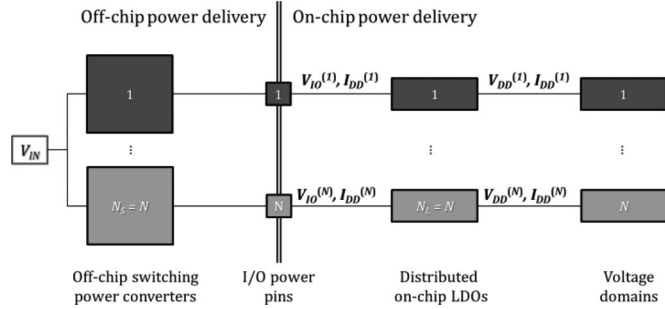 Off-chip power delivery
On-chip power delivery
V_IN
1
1
V_IO^(1), I_DD^(1)
1
V_DD^(1), I_DD^(1)
1
⋮
⋮
⋮
N_S = N
N
V_IO^(N), I_DD^(N)
N_L = N
V_DD^(N), I_DD^(N)
N
Off-chip switching
power converters
I/O power
pins
Distributed
on-chip LDOs
Voltage
domains